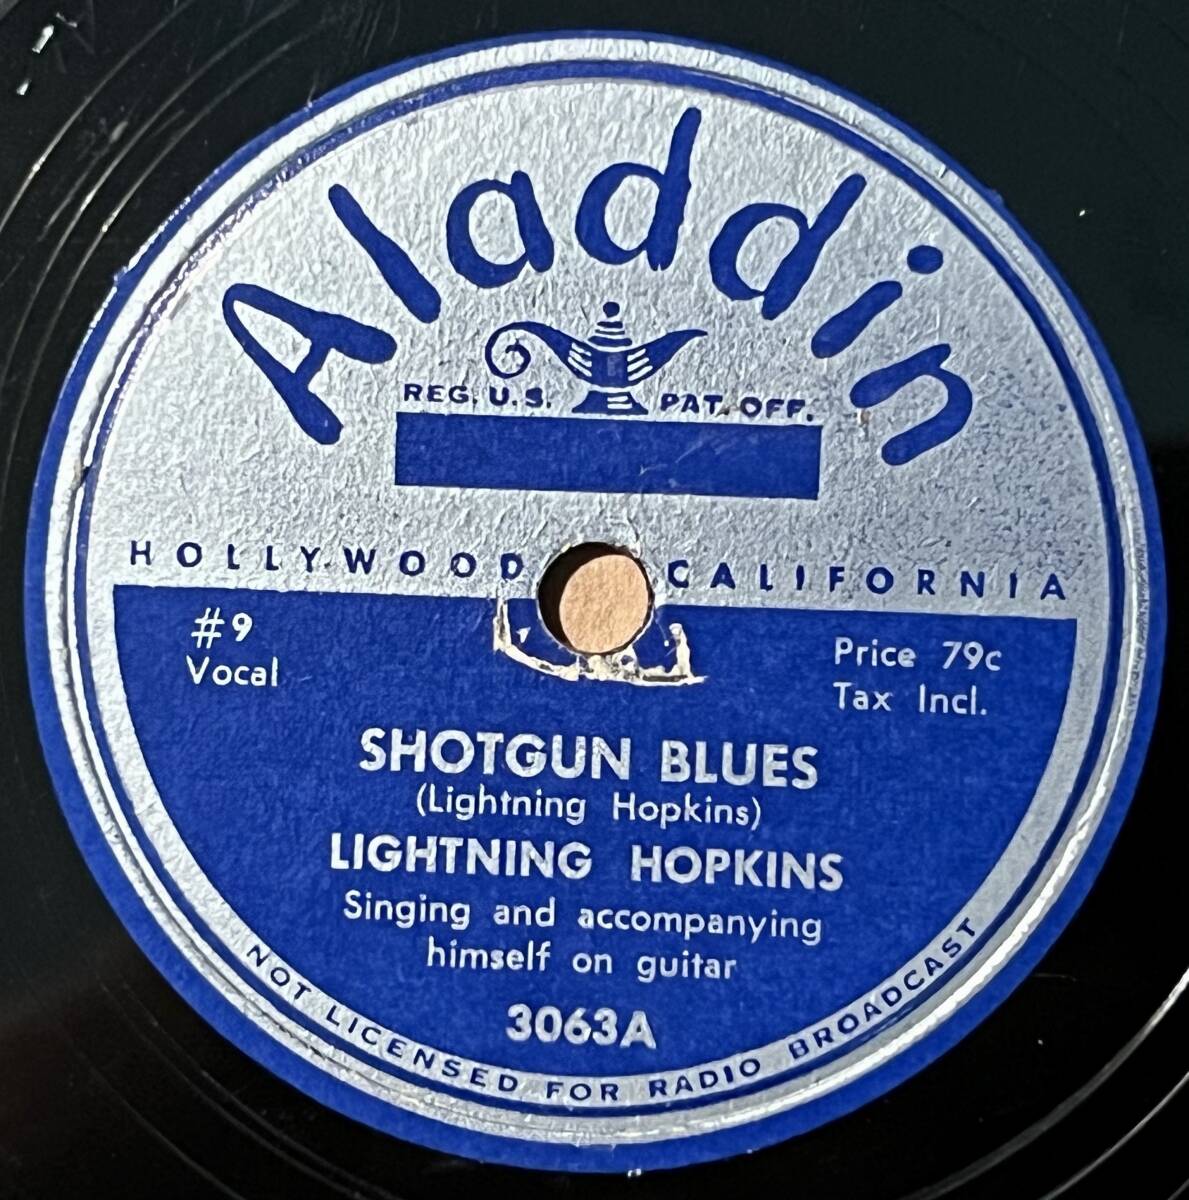 Aladdin
REG. U.S. PAT. OFF.
HOLLYWOOD CALIFORNIA
#9
Vocal
Price 79c
Tax Incl.
SHOTGUN BLUES
(Lightning Hopkins)
LIGHTNING HOPKINS
Singing and accompanying
himself on guitar
3063A
NOT LICENSED FOR RADIO BROADCAST